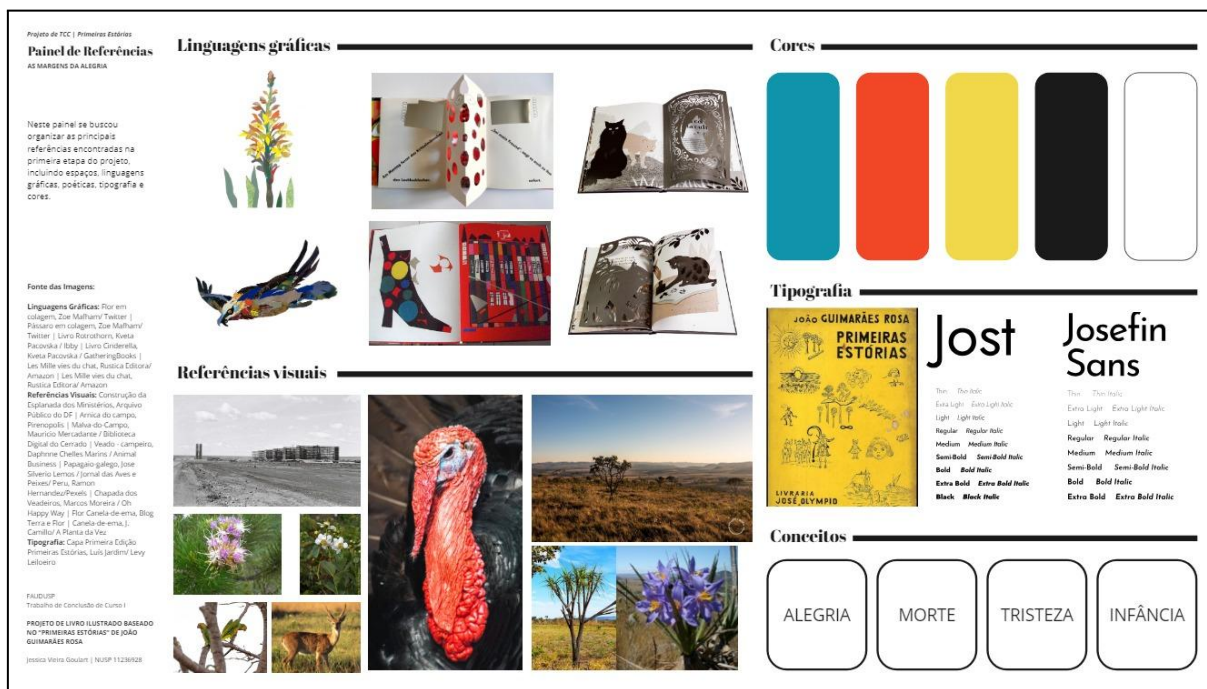 Projeto de TCC | Primeiras Estórias
Painel de Referências
AS MARGENS DA ALEGRIA
Neste painel se buscou
organizar as principais
referências encontradas na
primeira etapa do projeto,
incluindo espaços, linguagens
gráficas, poéticas, tipografia e
cores.
Fonte das Imagens:
Linguagens Gráficas: Flor em
colagem, Zoe Malham/ Twitter |
Pássaro em colagem, Zoe Malham/
Twitter | Livro Rotrothorn, Kveta
Pacovska / Ibby | Livro Cinderella,
Kveta Pacovska / GatheringBooks |
Les Mille vies du chat, Rustica Editora/
Amazon | Les Mille vies du chat,
Rustica Editora/ Amazon
Referências Visuais: Construção da
Esplanada dos Ministérios, Arquivo
Público do DF | Arnica do campo,
Pirenopolis | Malva-do-Campo,
Mauricio Mercadante / Biblioteca
Digital do Cerrado | Veado - campeiro,
Daphnne Chelles Marins / Animal
Business | Papagaio-galego, Jose
Silverio Lemos / Jornal das Aves e
Peixes/ Peru, Ramon
Hernandez/Pexels | Chapada dos
Veadeiros, Marcos Moreira / Oh
Happy Way | Flor Canela-de-ema, Blog
Terra e Flor | Canela-de-ema, J.
Camillo/ A Planta da Vez
Tipografia: Capa Primeira Edição
Primeiras Estórias, Luís Jardim/ Levy
Leiloeiro
FAUDUSP
Trabalho de Conclusão de Curso I
PROJETO DE LIVRO ILUSTRADO BASEADO
NO "PRIMEIRAS ESTÓRIAS" DE JOÃO
GUIMARÃES ROSA
Jessica Vieira Goulart | NUSP 11236928
Linguagens gráficas
Referências visuais
Cores
Tipografia
JOÃO GUIMARÃES ROSA
PRIMEIRAS
ESTÓRIAS
LIVRARIA
JOSÉ OLYMPIO
Jost
Thin Thin Italic
Extra Light Extra Light Italic
Light Light Italic
Regular Regular Italic
Medium Medium Italic
Semi-Bold Semi-Bold Italic
Bold Bold Italic
Extra Bold Extra Bold Italic
Black Black Italic
Josefin
Sans
Thin Thin Italic
Extra Light Extra Light Italic
Light Light Italic
Regular Regular Italic
Medium Medium Italic
Semi-Bold Semi-Bold Italic
Bold Bold Italic
Extra Bold Extra Bold Italic
Conceitos
ALEGRIA
MORTE
TRISTEZA
INFÂNCIA